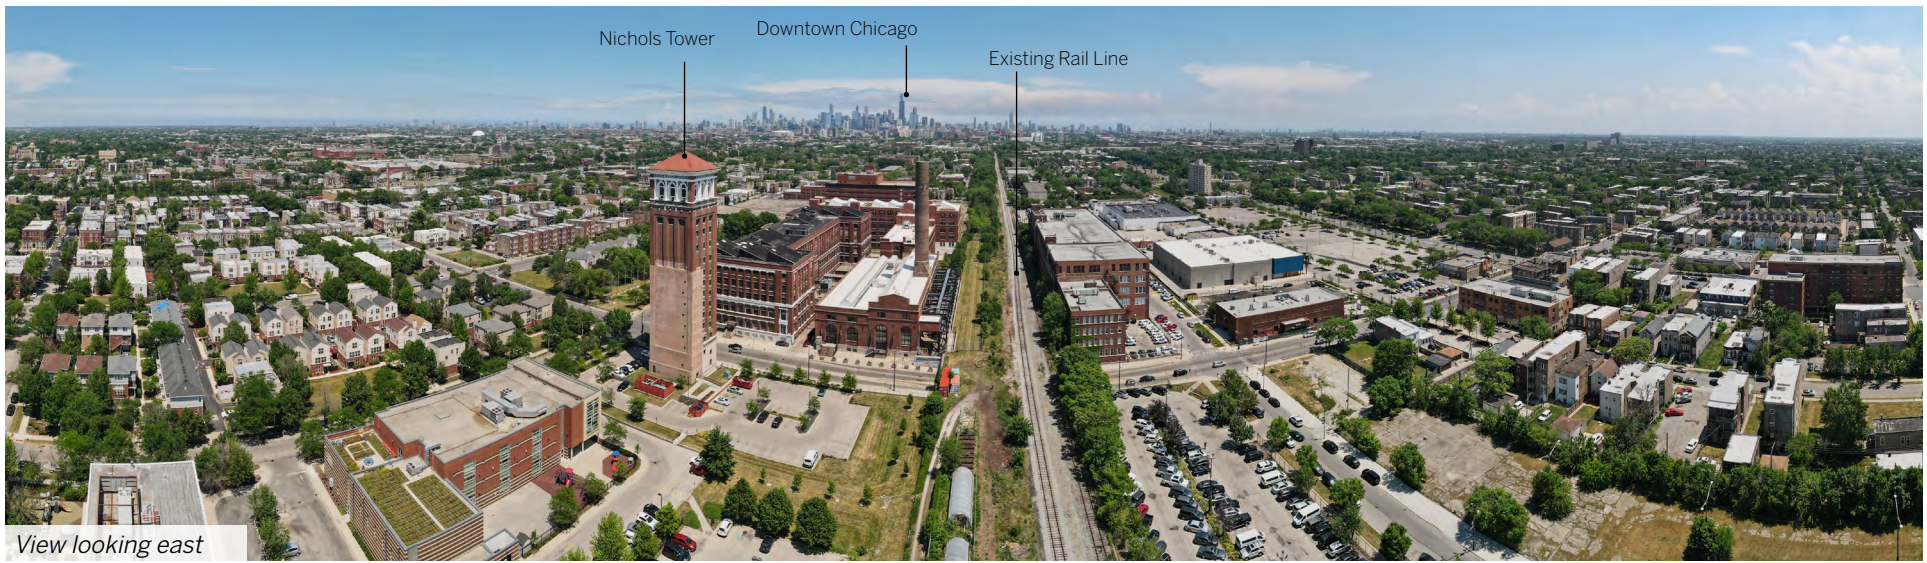 Nichols Tower
Downtown Chicago
Existing Rail Line
View looking east